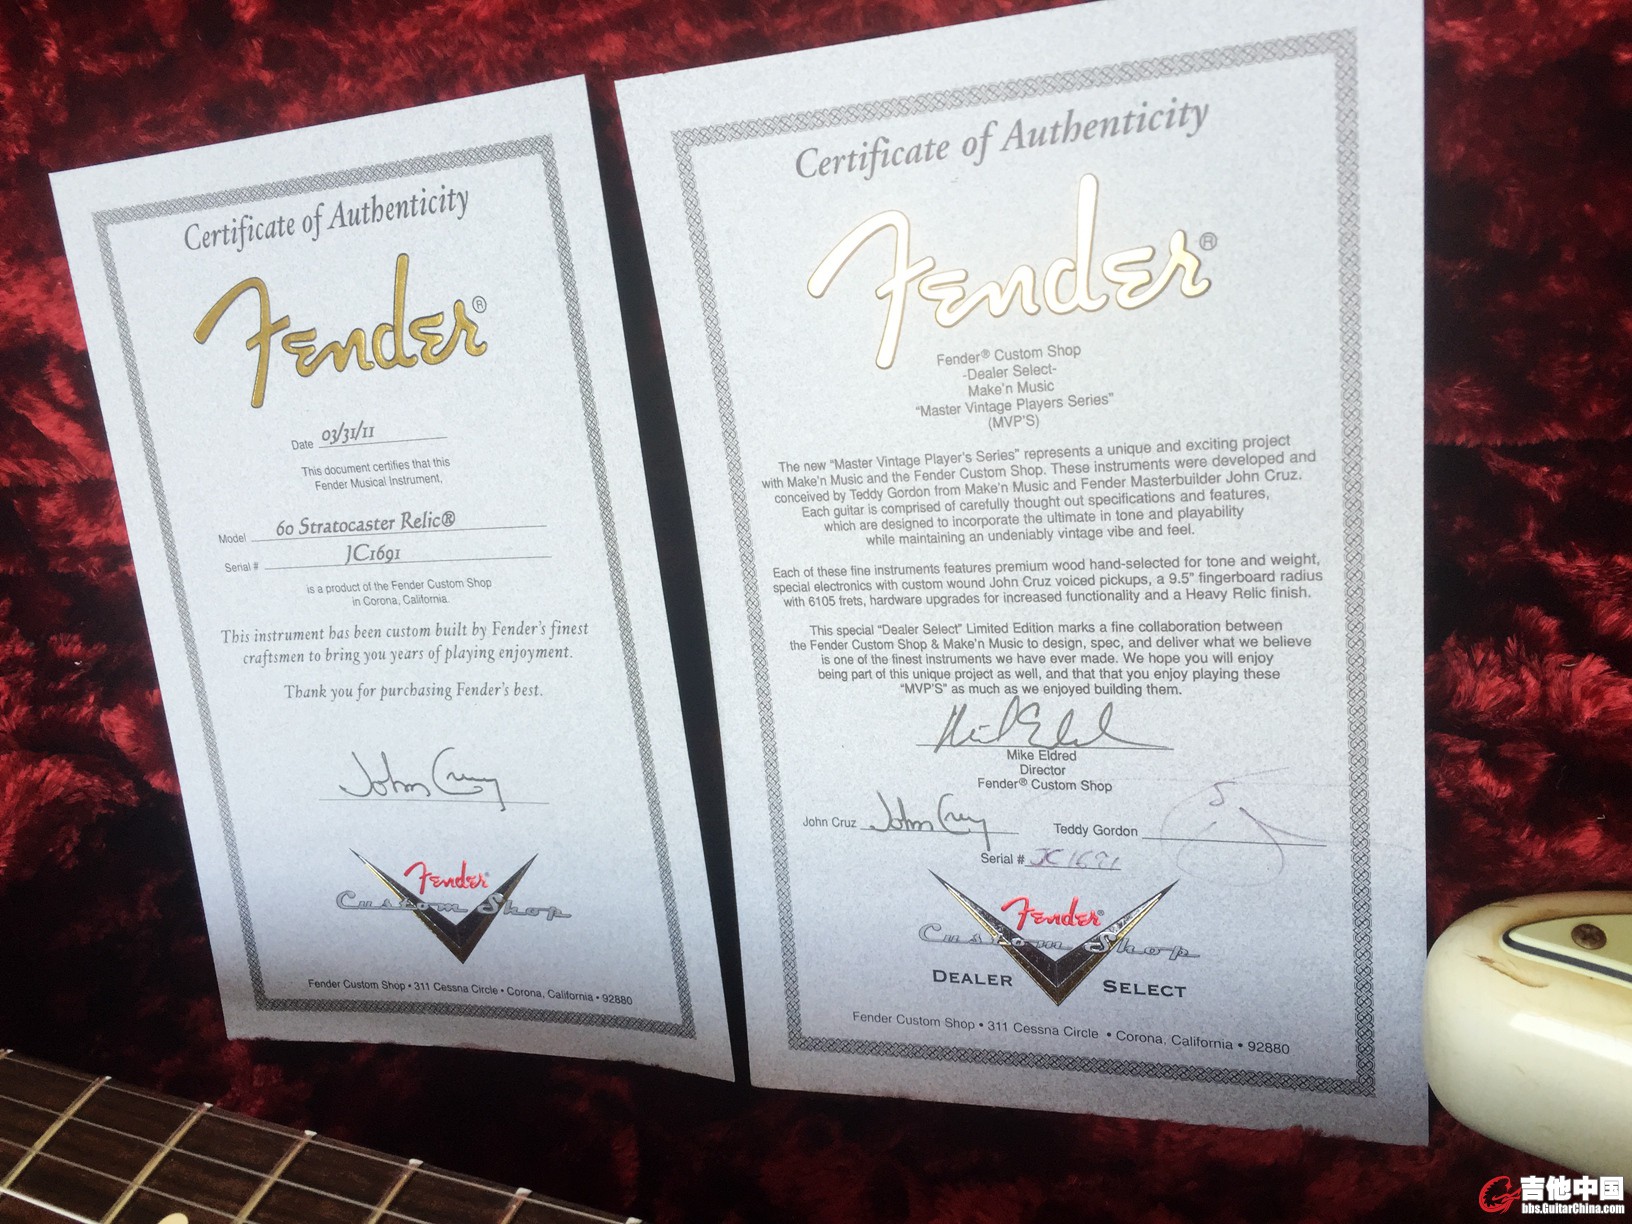 Certificate of Authenticity
Fender®
Date 03/31/11
This document certifies that this
Fender Musical Instrument,
Model 60 Stratocaster Relic®
Serial # JC1691
is a product of the Fender Custom Shop
in Corona, California.
This instrument has been custom built by Fender's finest
craftsmen to bring you years of playing enjoyment.
Thank you for purchasing Fender's best.
John Cruz
Fender®
Custom Shop
Fender Custom Shop • 311 Cessna Circle • Corona, California • 92880
Certificate of Authenticity
Fender®
Fender® Custom Shop
-Dealer Select-
Make'n Music
"Master Vintage Players Series"
(MVP'S)
The new "Master Vintage Player's Series" represents a unique and exciting project
with Make'n Music and the Fender Custom Shop. These instruments were developed and
conceived by Teddy Gordon from Make'n Music and Fender Masterbuilder John Cruz.
Each guitar is comprised of carefully thought out specifications and features,
which are designed to incorporate the ultimate in tone and playability
while maintaining an undeniably vintage vibe and feel.
Each of these fine instruments features premium wood hand-selected for tone and weight,
special electronics with custom wound John Cruz voiced pickups, a 9.5" fingerboard radius
with 6105 frets, hardware upgrades for increased functionality and a Heavy Relic finish.
This special "Dealer Select" Limited Edition marks a fine collaboration between
the Fender Custom Shop & Make'n Music to design, spec, and deliver what we believe
is one of the finest instruments we have ever made. We hope you will enjoy
being part of this unique project as well, and that that you enjoy playing these
"MVP'S" as much as we enjoyed building them.
Mike Eldred
Mike Eldred
Director
Fender® Custom Shop
John Cruz John Cruz Teddy Gordon
Serial # JC1691
Fender®
Custom Shop
DEALER SELECT
Fender Custom Shop • 311 Cessna Circle • Corona, California • 92880
吉他中国
bbs.GuitarChina.com